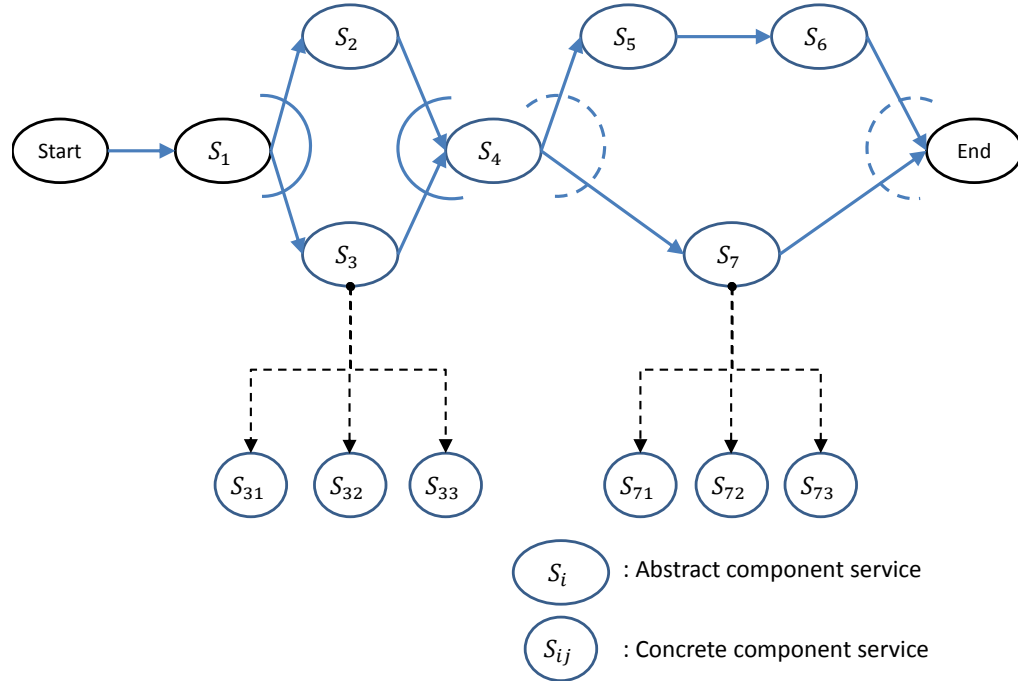 S₂
S₅
S₆
Start
S₁
S₄
End
S₃
S₇
S₃₁
S₃₂
S₃₃
S₇₁
S₇₂
S₇₃
Sᵢ : Abstract component service
Sᵢⱼ : Concrete component service